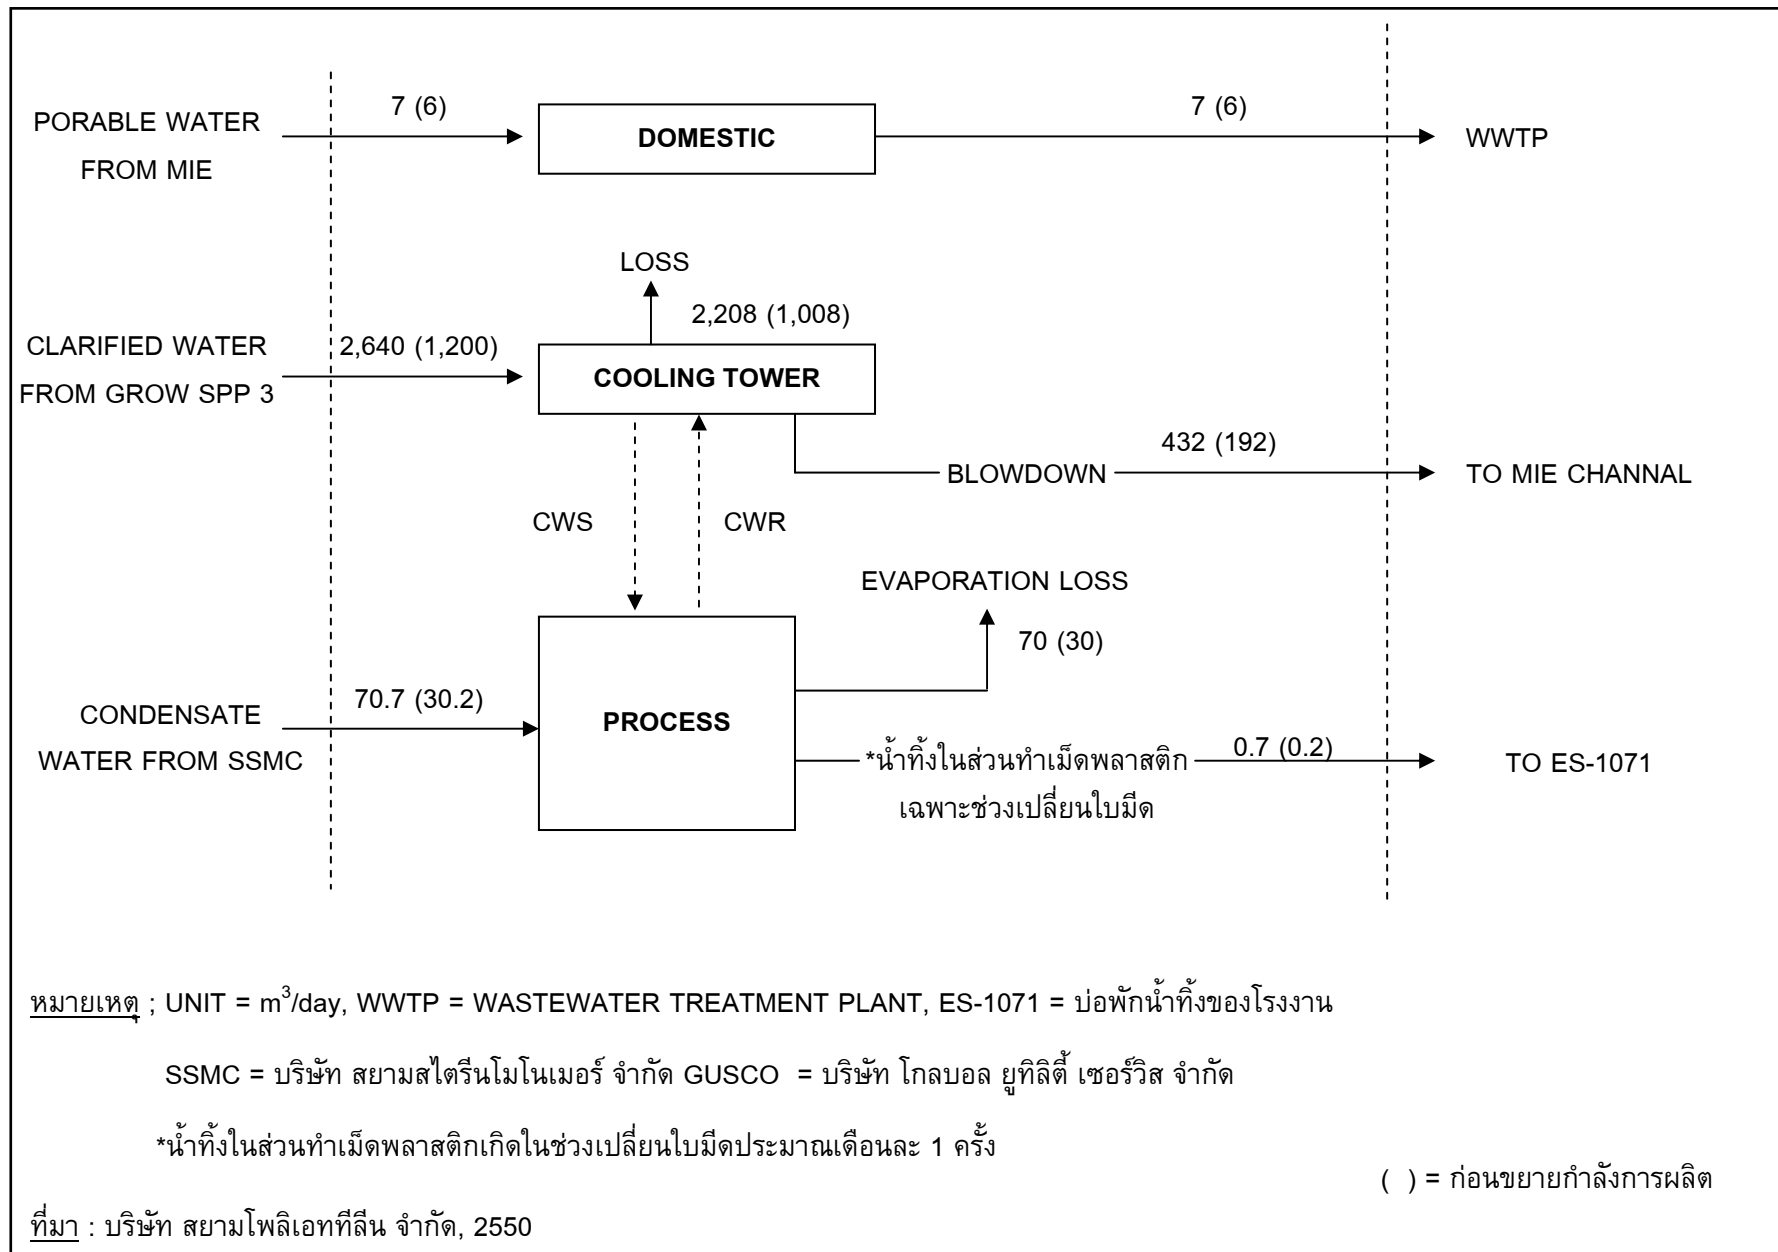 PORABLE WATER
FROM MIE
7 (6)
DOMESTIC
7 (6)
WWTP
LOSS
2,208 (1,008)
CLARIFIED WATER
FROM GROW SPP 3
2,640 (1,200)
COOLING TOWER
432 (192)
BLOWDOWN
TO MIE CHANNAL
CWS
CWR
EVAPORATION LOSS
70 (30)
CONDENSATE
WATER FROM SSMC
70.7 (30.2)
PROCESS
*น้ำทิ้งในส่วนทำเม็ดพลาสติก
เฉพาะช่วงเปลี่ยนใบมีด
0.7 (0.2)
TO ES-1071
หมายเหตุ ; UNIT = m³/day, WWTP = WASTEWATER TREATMENT PLANT, ES-1071 = บ่อพักน้ำทิ้งของโรงงาน
SSMC = บริษัท สยามสไตรีนโมโนเมอร์ จำกัด GUSCO = บริษัท โกลบอล ยูทิลิตี้ เซอร์วิส จำกัด
*น้ำทิ้งในส่วนทำเม็ดพลาสติกเกิดในช่วงเปลี่ยนใบมีดประมาณเดือนละ 1 ครั้ง
( ) = ก่อนขยายกำลังการผลิต
ที่มา : บริษัท สยามโพลิเอททีลีน จำกัด, 2550